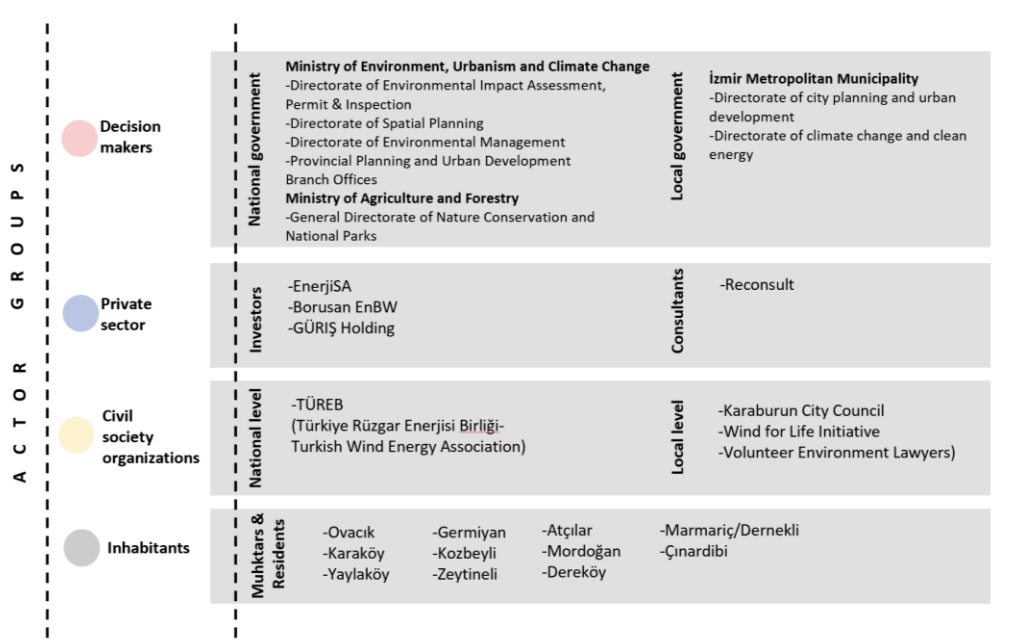 ACTOR GROUPS
Decision
makers
National government
Ministry of Environment, Urbanism and Climate Change
-Directorate of Environmental Impact Assessment,
Permit & Inspection
-Directorate of Spatial Planning
-Directorate of Environmental Management
-Provincial Planning and Urban Development
Branch Offices
Ministry of Agriculture and Forestry
-General Directorate of Nature Conservation and
National Parks
Local government
İzmir Metropolitan Municipality
-Directorate of city planning and urban
development
-Directorate of climate change and clean
energy
Private
sector
Investors
-EnerjiSA
-Borusan EnBW
-GÜRIŞ Holding
Consultants
-Reconsult
Civil
society
organizations
National level
-TÜREB
(Türkiye Rüzgar Enerjisi Birliği-
Turkish Wind Energy Association)
Local level
-Karaburun City Council
-Wind for Life Initiative
-Volunteer Environment Lawyers)
Inhabitants
Muhktars &
Residents
-Ovacık
-Karaköy
-Yaylaköy
-Germiyan
-Kozbeyli
-Zeytineli
-Atçılar
-Mordoğan
-Dereköy
-Marmariç/Dernekli
-Çınardibi